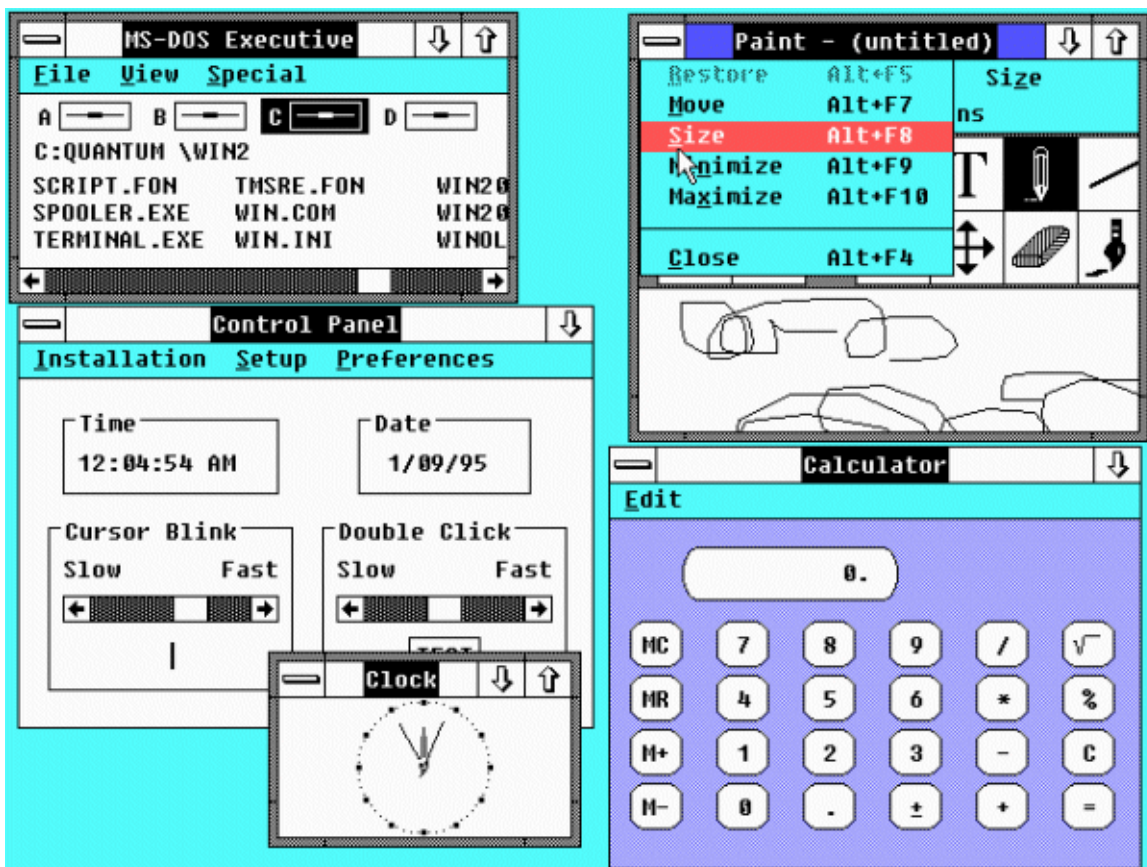 MS-DOS Executive
File View Special
A B C D
C:QUANTUM \WIN2
SCRIPT.FON TMSRE.FON WIN20
SPOOLER.EXE WIN.COM WIN20
TERMINAL.EXE WIN.INI WINOL
Paint - (untitled)
Restore Alt+F5
Move Alt+F7
Size Alt+F8
Minimize Alt+F9
Maximize Alt+F10
Close Alt+F4
Size
ns
T
Control Panel
Installation Setup Preferences
Time
12:04:54 AM
Date
1/09/95
Cursor Blink
Slow Fast
Double Click
Slow Fast
TEST
Clock
Calculator
Edit
0.
MC 7 8 9 / √
MR 4 5 6 * %
M+ 1 2 3 - C
M- 0 . ± + =